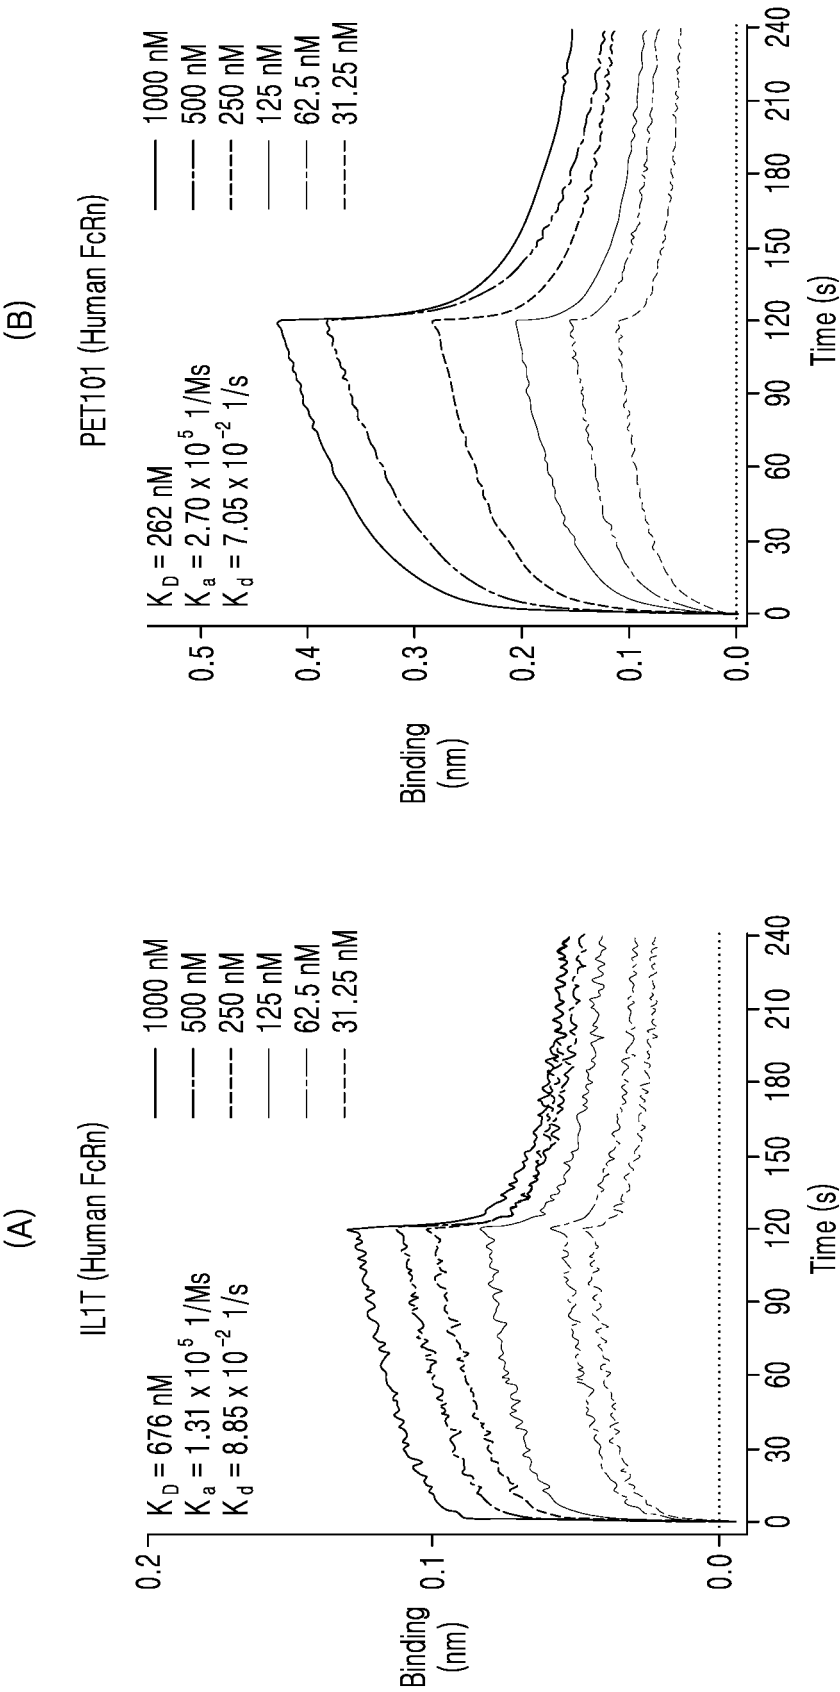 (A)
IL1T (Human FcRn)
K_D = 676 nM
K_a = 1.31 x 10^5 1/Ms
K_d = 8.85 x 10^-2 1/s
1000 nM
500 nM
250 nM
125 nM
62.5 nM
31.25 nM
Binding
(nm)
0.2
0.1
0.0
0 30 60 90 120 150 180 210 240
Time (s)
(B)
PET101 (Human FcRn)
K_D = 262 nM
K_a = 2.70 x 10^5 1/Ms
K_d = 7.05 x 10^-2 1/s
1000 nM
500 nM
250 nM
125 nM
62.5 nM
31.25 nM
Binding
(nm)
0.5
0.4
0.3
0.2
0.1
0.0
0 30 60 90 120 150 180 210 240
Time (s)